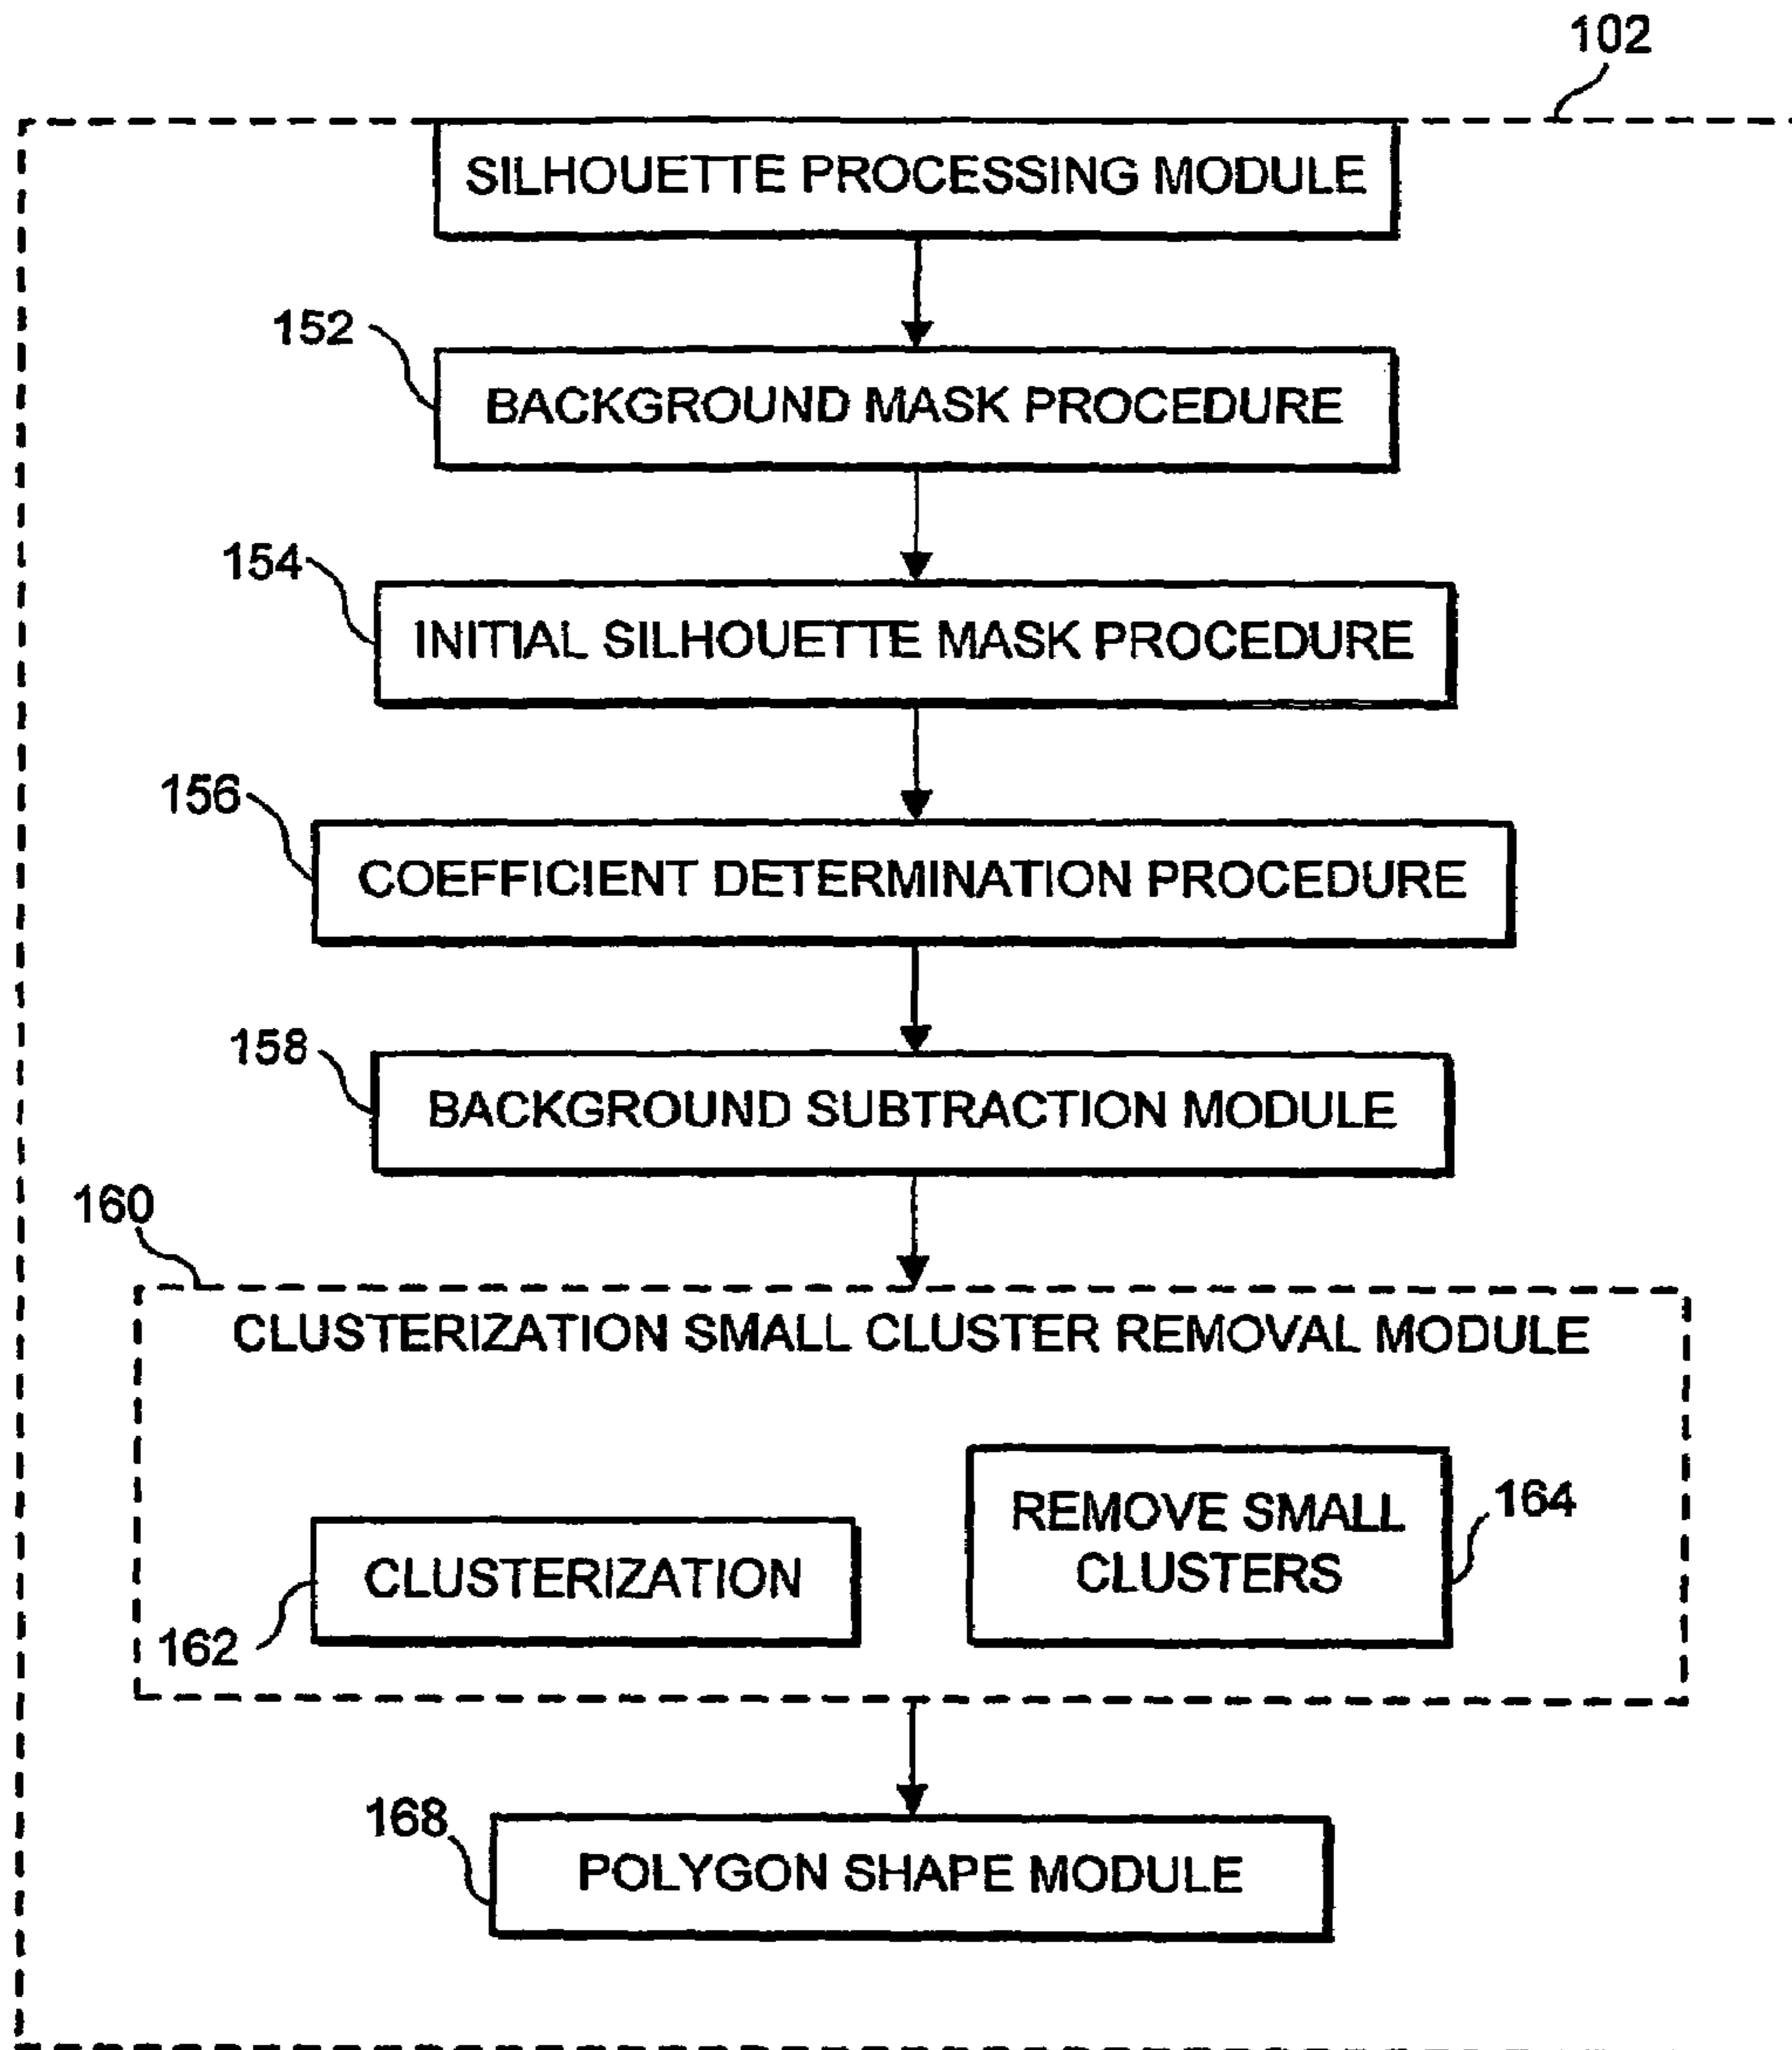 102
SILHOUETTE PROCESSING MODULE
152
BACKGROUND MASK PROCEDURE
154
INITIAL SILHOUETTE MASK PROCEDURE
156
COEFFICIENT DETERMINATION PROCEDURE
158
BACKGROUND SUBTRACTION MODULE
160
CLUSTERIZATION SMALL CLUSTER REMOVAL MODULE
REMOVE SMALL
CLUSTERS
164
CLUSTERIZATION
162
168
POLYGON SHAPE MODULE